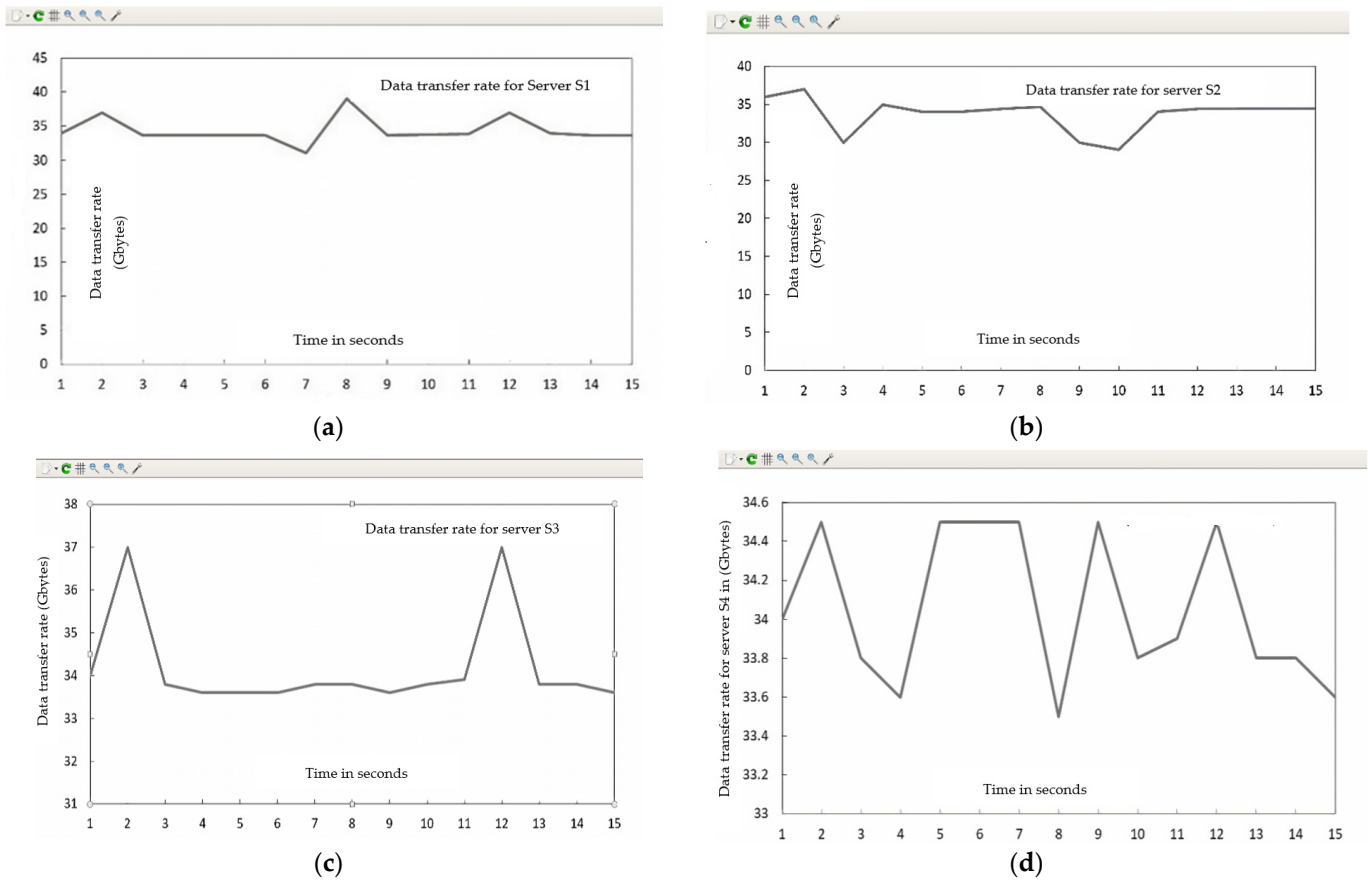 45
40
35
30
25
20
15
10
5
0
Data transfer rate for Server S1
Data transfer rate
(Gbytes)
Time in seconds
1 2 3 4 5 6 7 8 9 10 11 12 13 14 15
(a)
40
35
30
25
20
15
10
5
0
Data transfer rate for server S2
Data transfer rate
(Gbytes)
Time in seconds
1 2 3 4 5 6 7 8 9 10 11 12 13 14 15
(b)
38
37
36
35
34
33
32
31
Data transfer rate for server S3
Data transfer rate (Gbytes)
Time in seconds
1 2 3 4 5 6 7 8 9 10 11 12 13 14 15
(c)
34.6
34.4
34.2
34
33.8
33.6
33.4
33.2
33
Data transfer rate for server S4 in (Gbytes)
Time in seconds
1 2 3 4 5 6 7 8 9 10 11 12 13 14 15
(d)